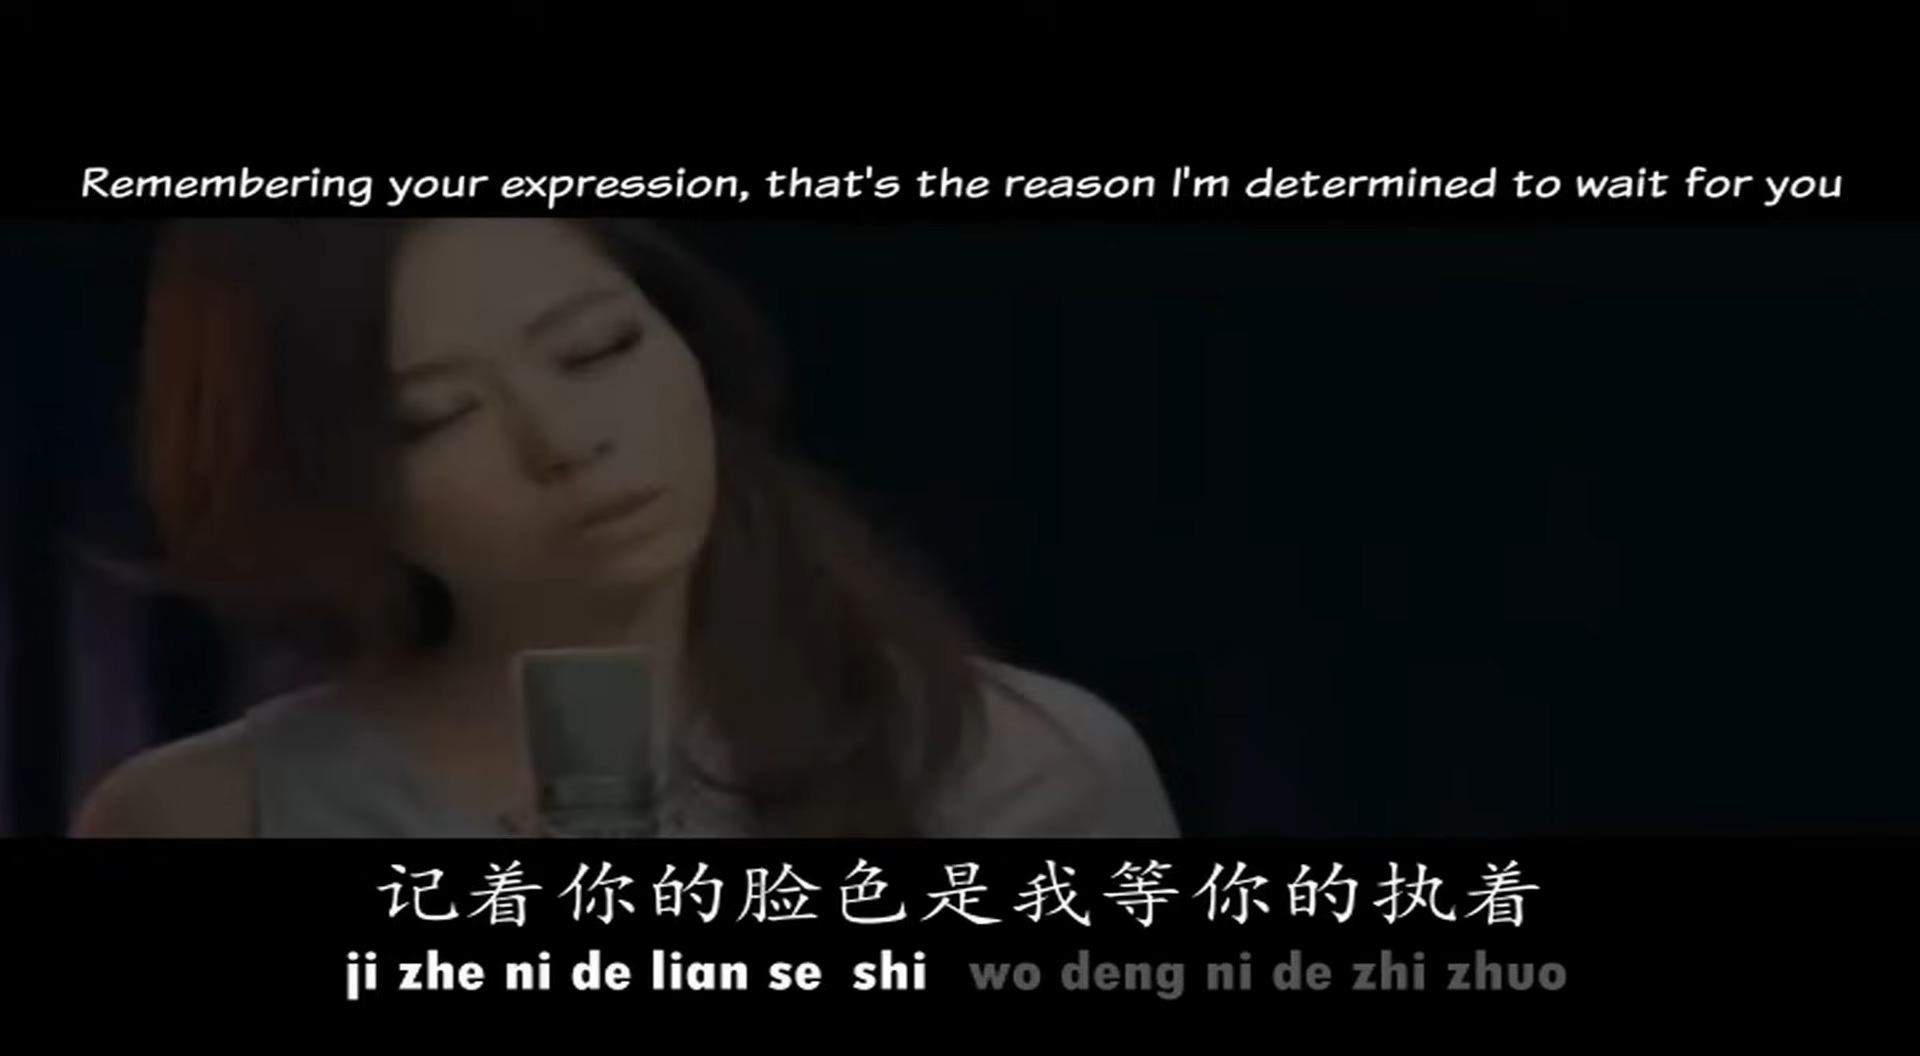 Remembering your expression, that's the reason I'm determined to wait for you
记着你的脸色是我等你的执着
ji zhe ni de lian se shi wo deng ni de zhi zhuo